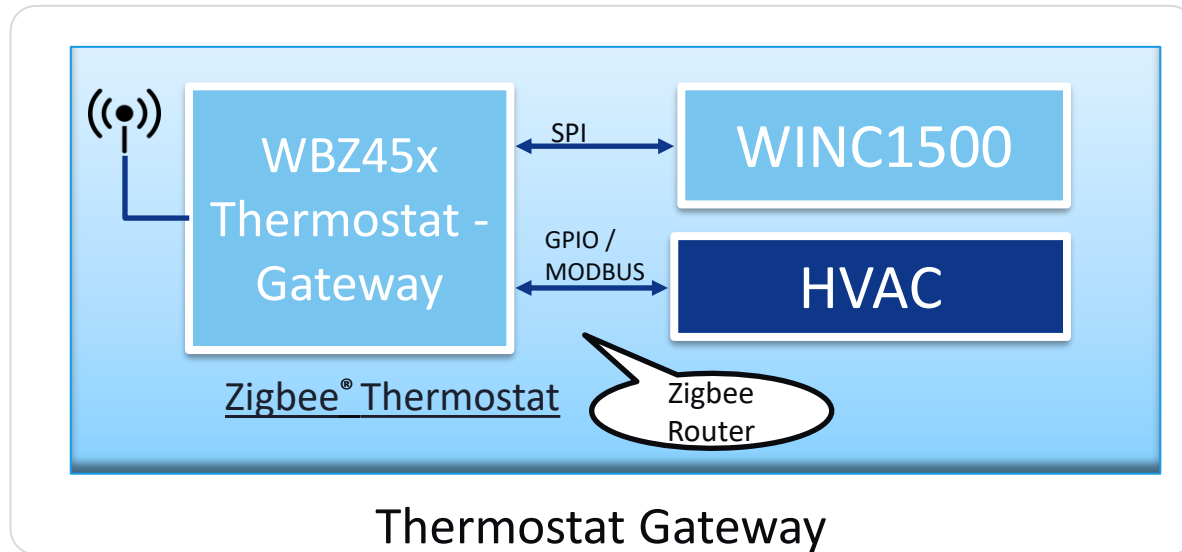 WBZ45x
Thermostat -
Gateway
SPI
WINC1500
GPIO /
MODBUS
HVAC
Zigbee® Thermostat
Zigbee
Router
Thermostat Gateway